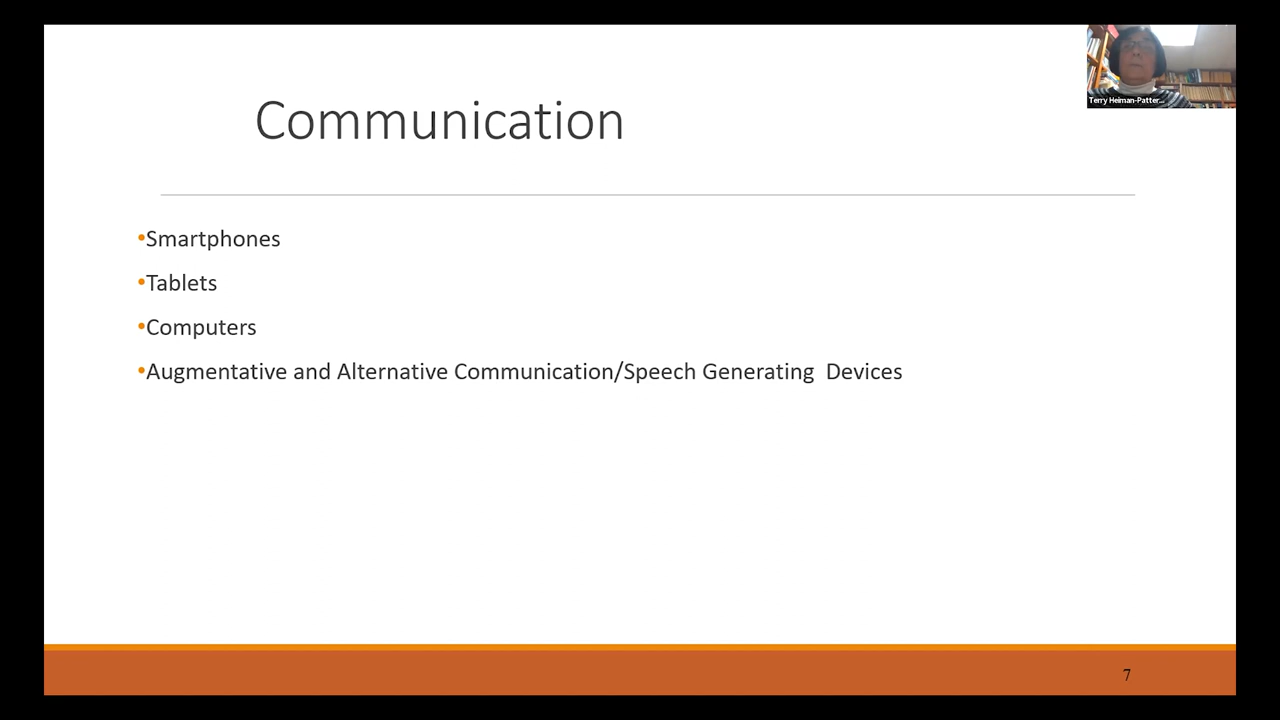 Communication
Terry Heiman-Patter...
•Smartphones
•Tablets
•Computers
•Augmentative and Alternative Communication/Speech Generating  Devices
7